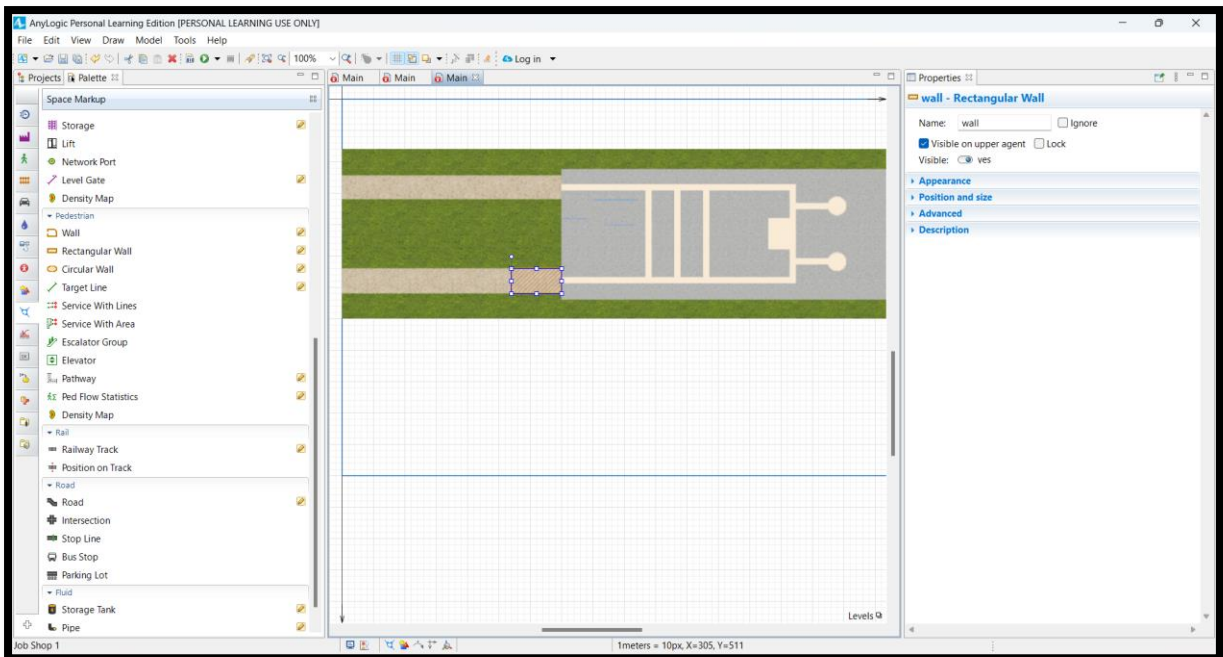 AnyLogic Personal Learning Edition [PERSONAL LEARNING USE ONLY]
File Edit View Draw Model Tools Help
100% Log in
Projects Palette
Main Main Main
Properties
Space Markup
Storage
Lift
Network Port
Level Gate
Density Map
Pedestrian
Wall
Rectangular Wall
Circular Wall
Target Line
Service With Lines
Service With Area
Escalator Group
Elevator
Pathway
Ped Flow Statistics
Density Map
Rail
Railway Track
Position on Track
Road
Road
Intersection
Stop Line
Bus Stop
Parking Lot
Fluid
Storage Tank
Pipe
Levels
wall - Rectangular Wall
Name: wall Ignore
Visible on upper agent Lock
Visible: yes
Appearance
Position and size
Advanced
Description
Job Shop 1
1meters = 10px, X=305, Y=511